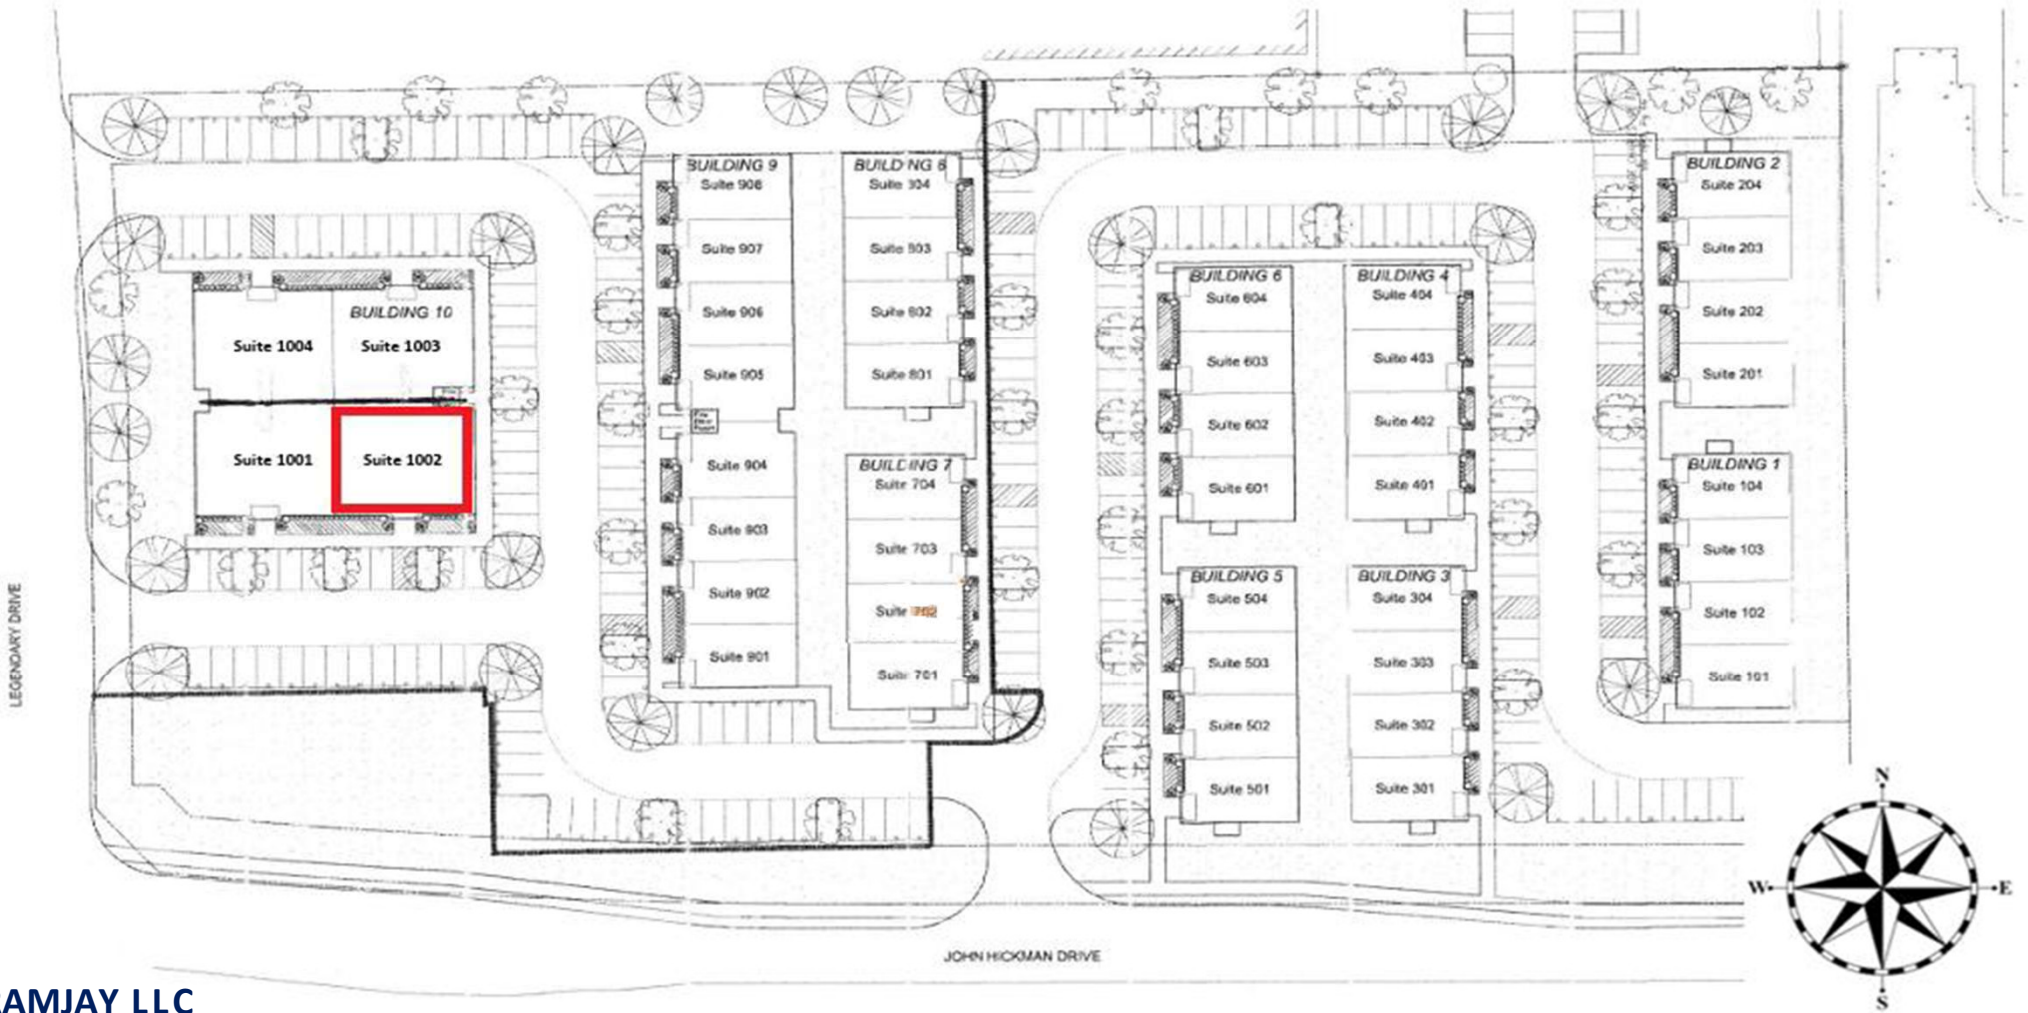 BUILDING 9
Suite 908
Suite 907
Suite 906
Suite 905
Suite 904
Suite 903
Suite 902
Suite 901
BUILD NG 8
Suite 304
Suite 803
Suite 802
Suite 801
BUILDING 7
Suite 704
Suite 703
Suite 702
Suite 701
BUILDING 10
Suite 1004
Suite 1003
Suite 1001
Suite 1002
BUILDING 6
Suite 604
Suite 603
Suite 602
Suite 601
BUILDING 4
Suite 404
Suite 403
Suite 402
Suite 401
BUILDING 5
Suite 504
Suite 503
Suite 502
Suite 501
BUILDING 3
Suite 304
Suite 303
Suite 302
Suite 301
BUILDING 2
Suite 204
Suite 203
Suite 202
Suite 201
BUILDING 1
Suite 104
Suite 103
Suite 102
Suite 101
LEGENDARY DRIVE
JOHN HICKMAN DRIVE
N
W
E
S
RAMJAY LLC